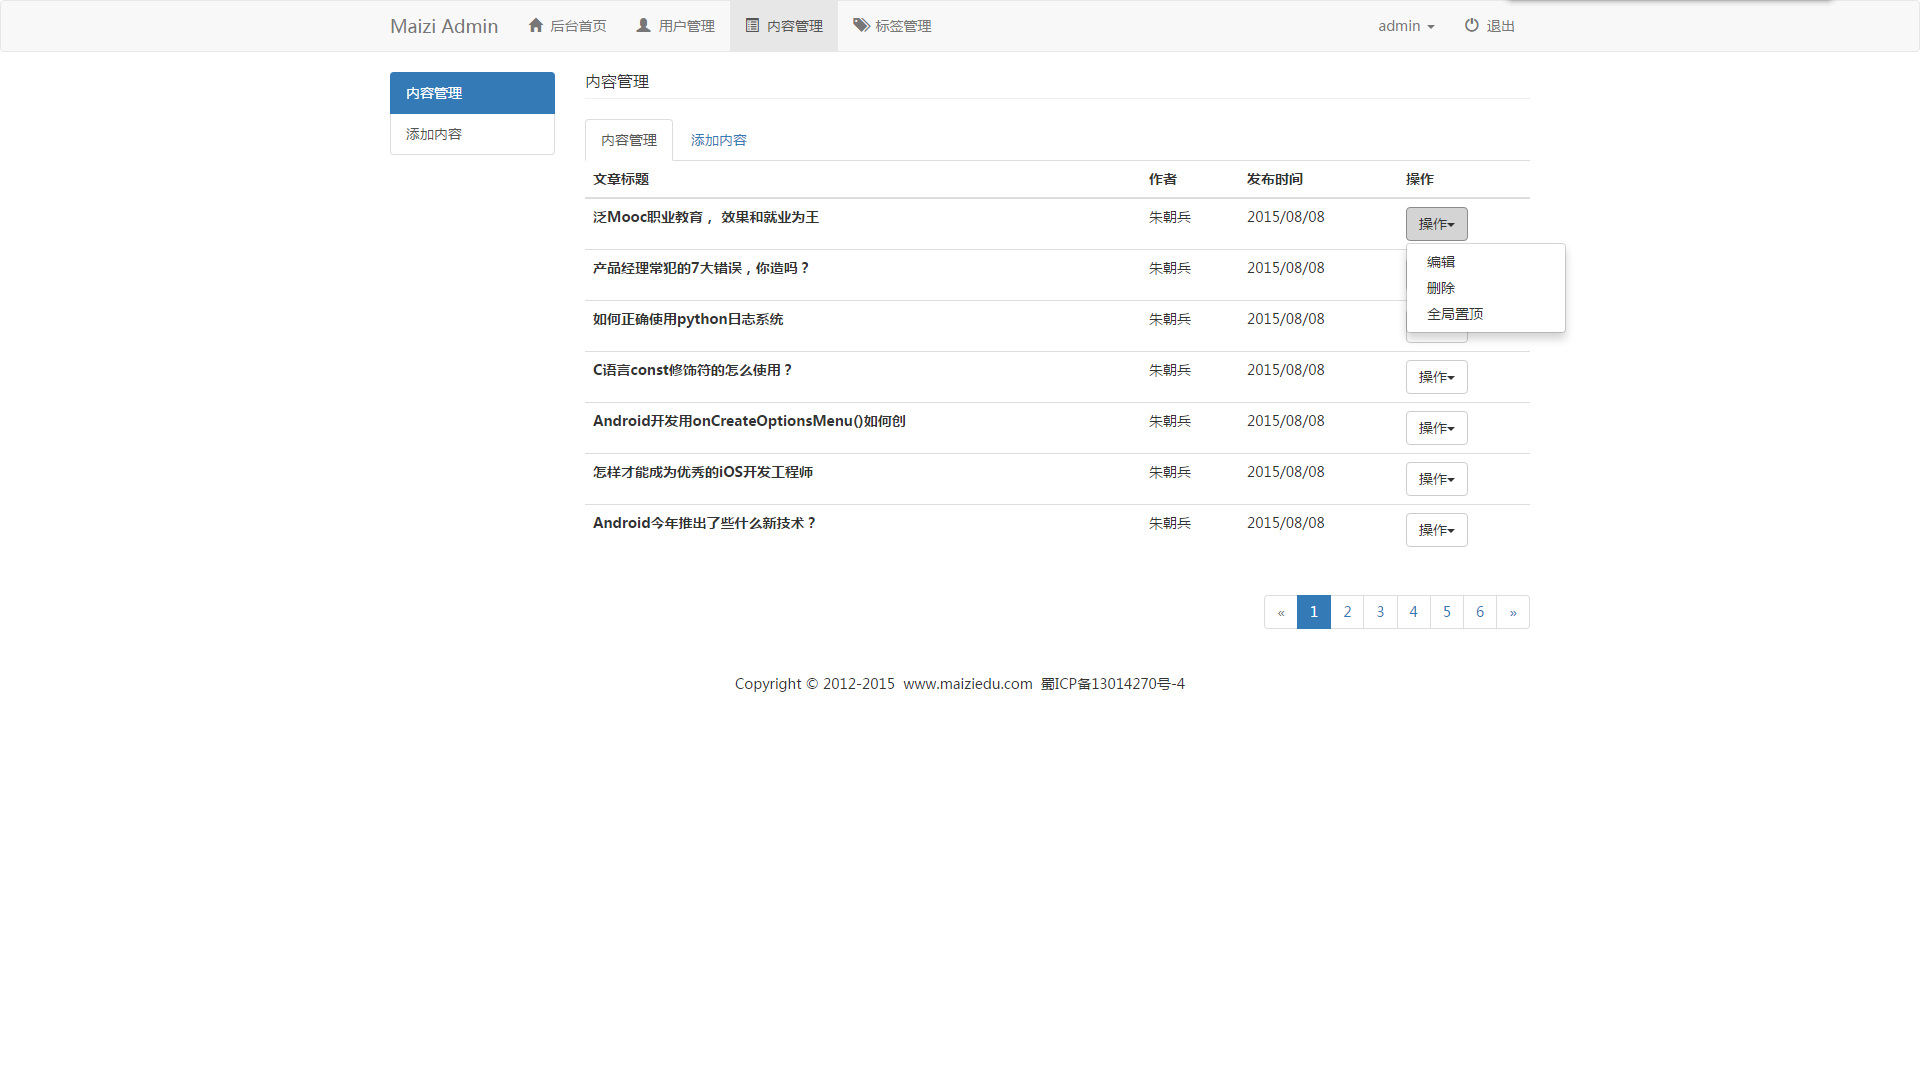 Maizi Admin 后台首页 用户管理 内容管理 标签管理 admin 退出
内容管理
添加内容
内容管理
内容管理 添加内容
文章标题 作者 发布时间 操作
泛Mooc职业教育， 效果和就业为王 朱朝兵 2015/08/08 操作
编辑
删除
全局置顶
产品经理常犯的7大错误，你造吗？ 朱朝兵 2015/08/08
如何正确使用python日志系统 朱朝兵 2015/08/08
C语言const修饰符的怎么使用？ 朱朝兵 2015/08/08 操作
Android开发用onCreateOptionsMenu()如何创 朱朝兵 2015/08/08 操作
怎样才能成为优秀的iOS开发工程师 朱朝兵 2015/08/08 操作
Android今年推出了些什么新技术？ 朱朝兵 2015/08/08 操作
« 1 2 3 4 5 6 »
Copyright © 2012-2015 www.maiziedu.com 蜀ICP备13014270号-4